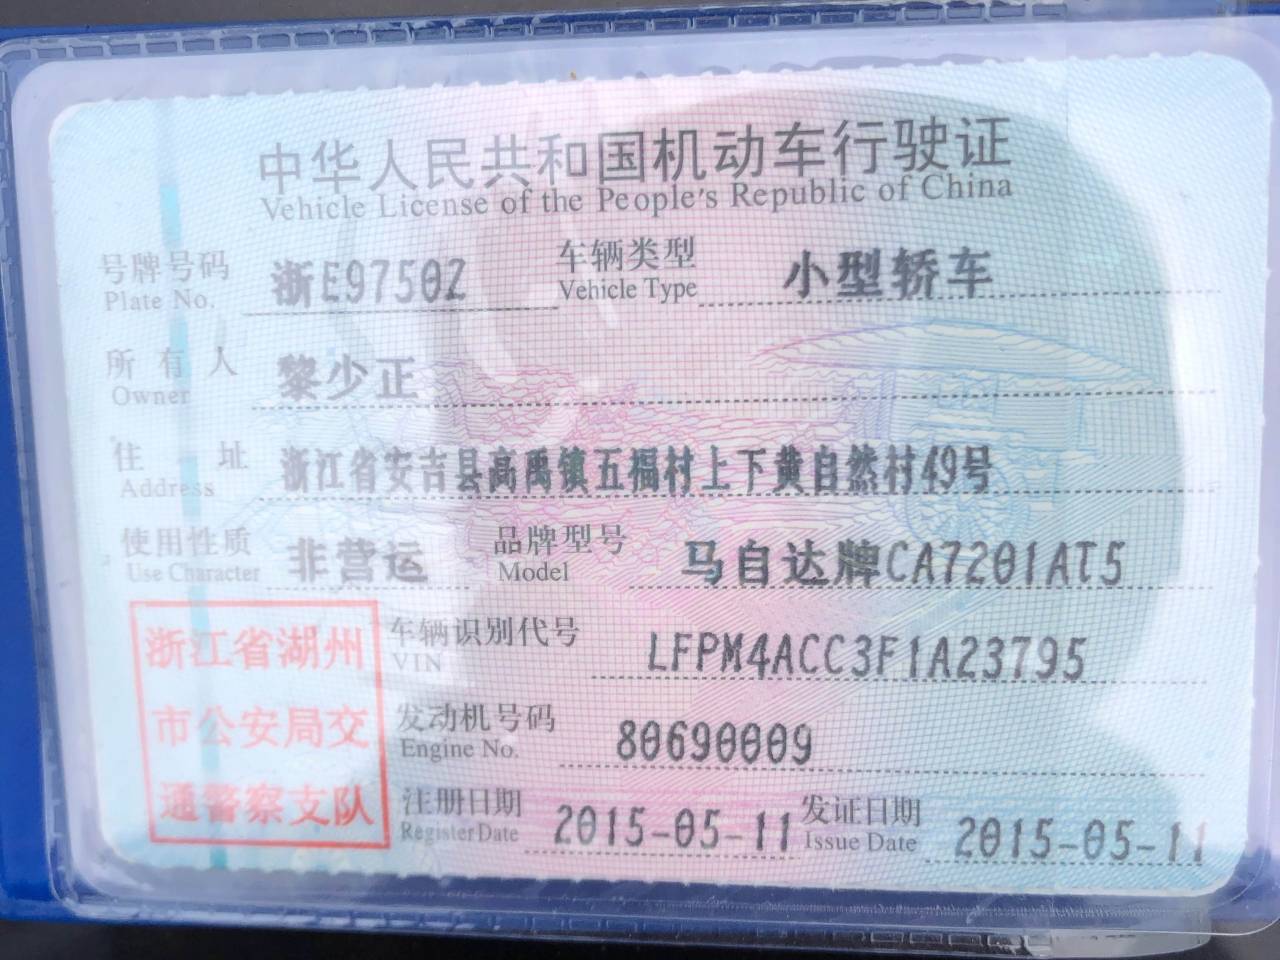 中华人民共和国机动车行驶证
Vehicle License of the People's Republic of China
号牌号码 浙E9750Z 车辆类型 小型轿车
Plate No. Vehicle Type
所有人 黎少正
Owner
住址 浙江省安吉县高禹镇五福村上下黄自然村49号
Address
使用性质 非营运 品牌型号 马自达牌CA7201AT5
Use Character Model
浙江省湖州
市公安局交
通警察支队
车辆识别代号 LFPM4ACC3F1A23795
VIN
发动机号码 80690009
Engine No.
注册日期 2015-05-11 发证日期 2015-05-11
Register Date Issue Date